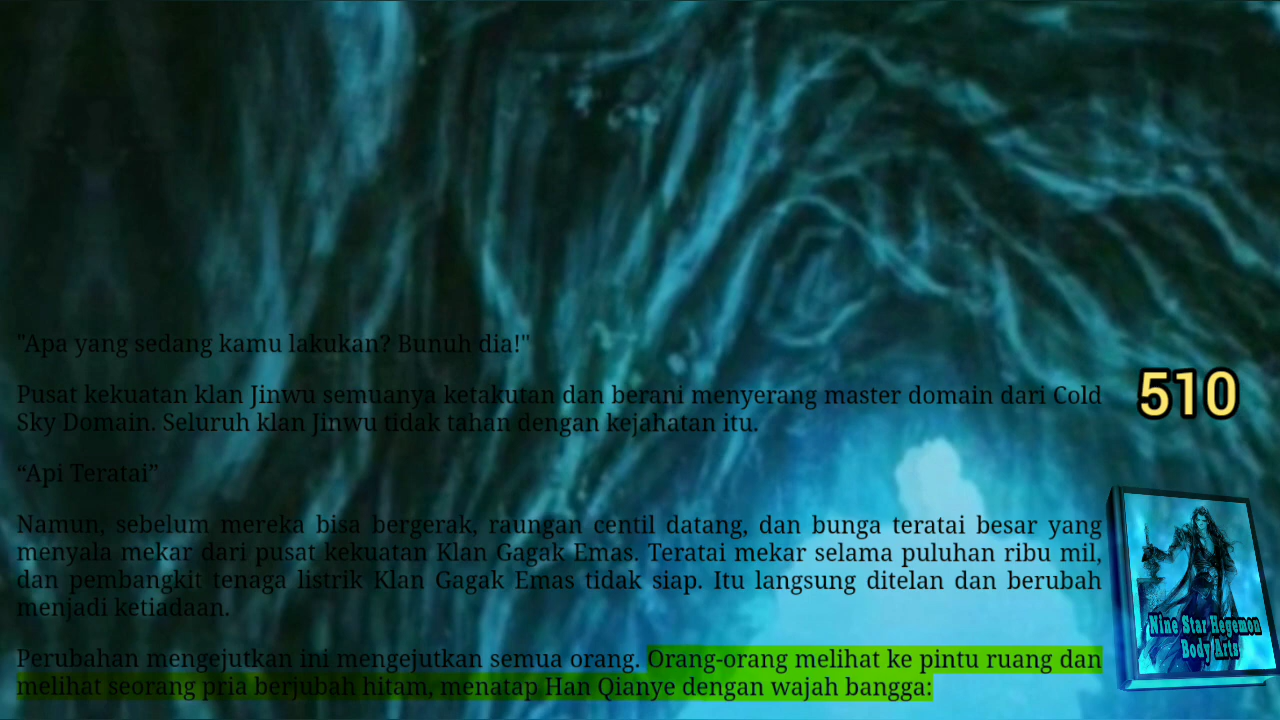 "Apa yang sedang kamu lakukan? Bunuh dia!"
Pusat kekuatan klan Jinwu semuanya ketakutan dan berani menyerang master domain dari Cold
Sky Domain. Seluruh klan Jinwu tidak tahan dengan kejahatan itu.
510
“Api Teratai”
Namun, sebelum mereka bisa bergerak, raungan centil datang, dan bunga teratai besar yang
menyala mekar dari pusat kekuatan Klan Gagak Emas. Teratai mekar selama puluhan ribu mil,
dan pembangkit tenaga listrik Klan Gagak Emas tidak siap. Itu langsung ditelan dan berubah
menjadi ketiadaan.
Perubahan mengejutkan ini mengejutkan semua orang. Orang-orang melihat ke pintu ruang dan
melihat seorang pria berjubah hitam, menatap Han Qianye dengan wajah bangga:
Nine Star Hegemon
Body Arts